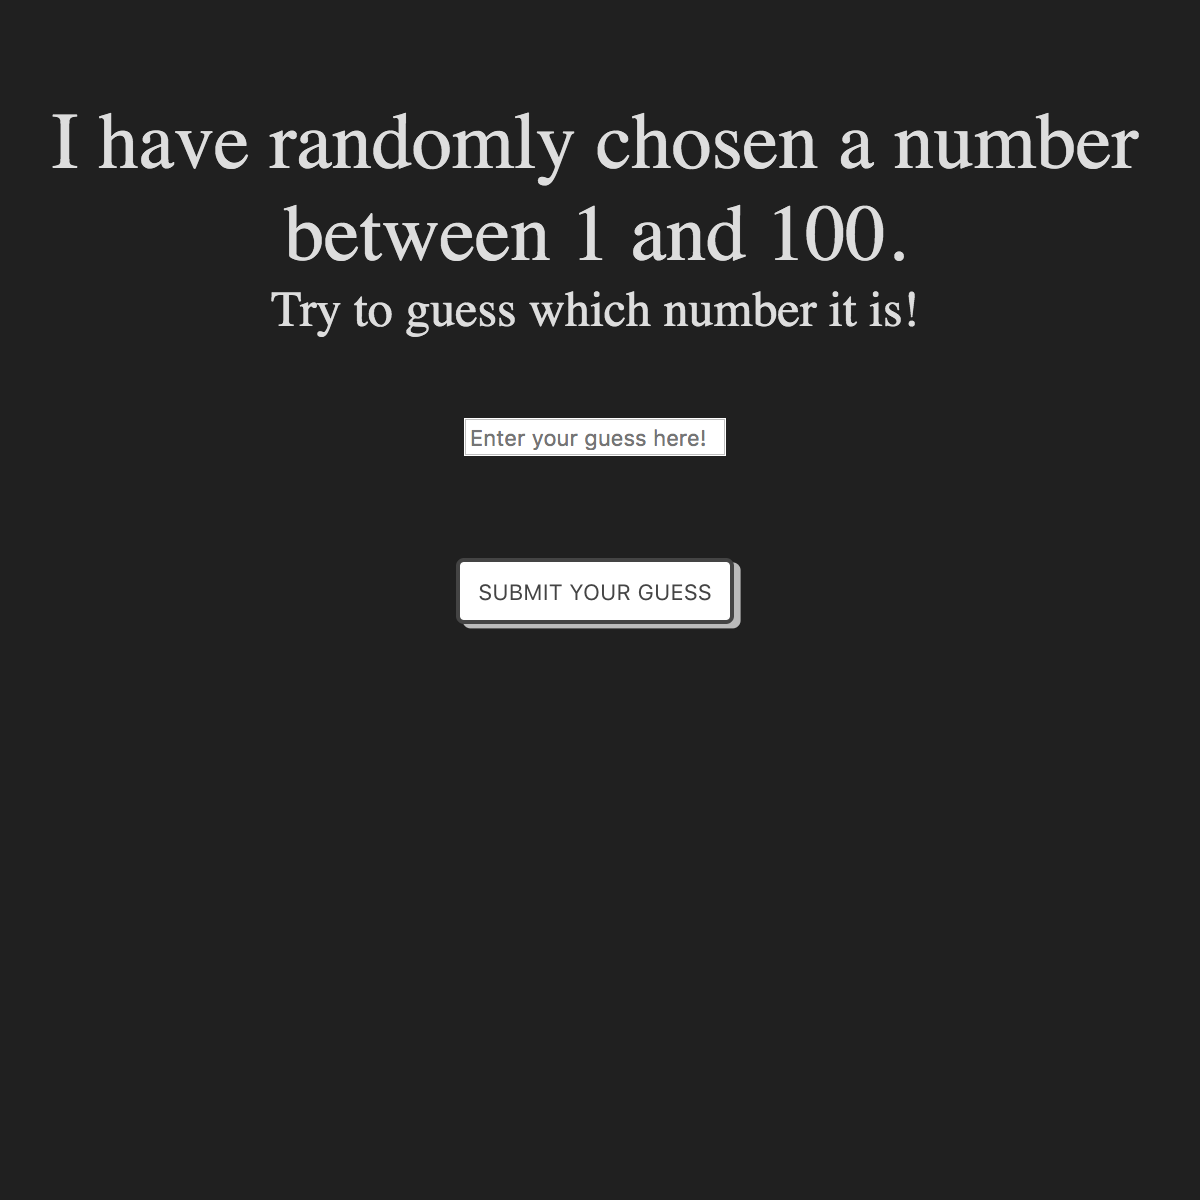 I have randomly chosen a number
between 1 and 100.
Try to guess which number it is!
Enter your guess here!
SUBMIT YOUR GUESS